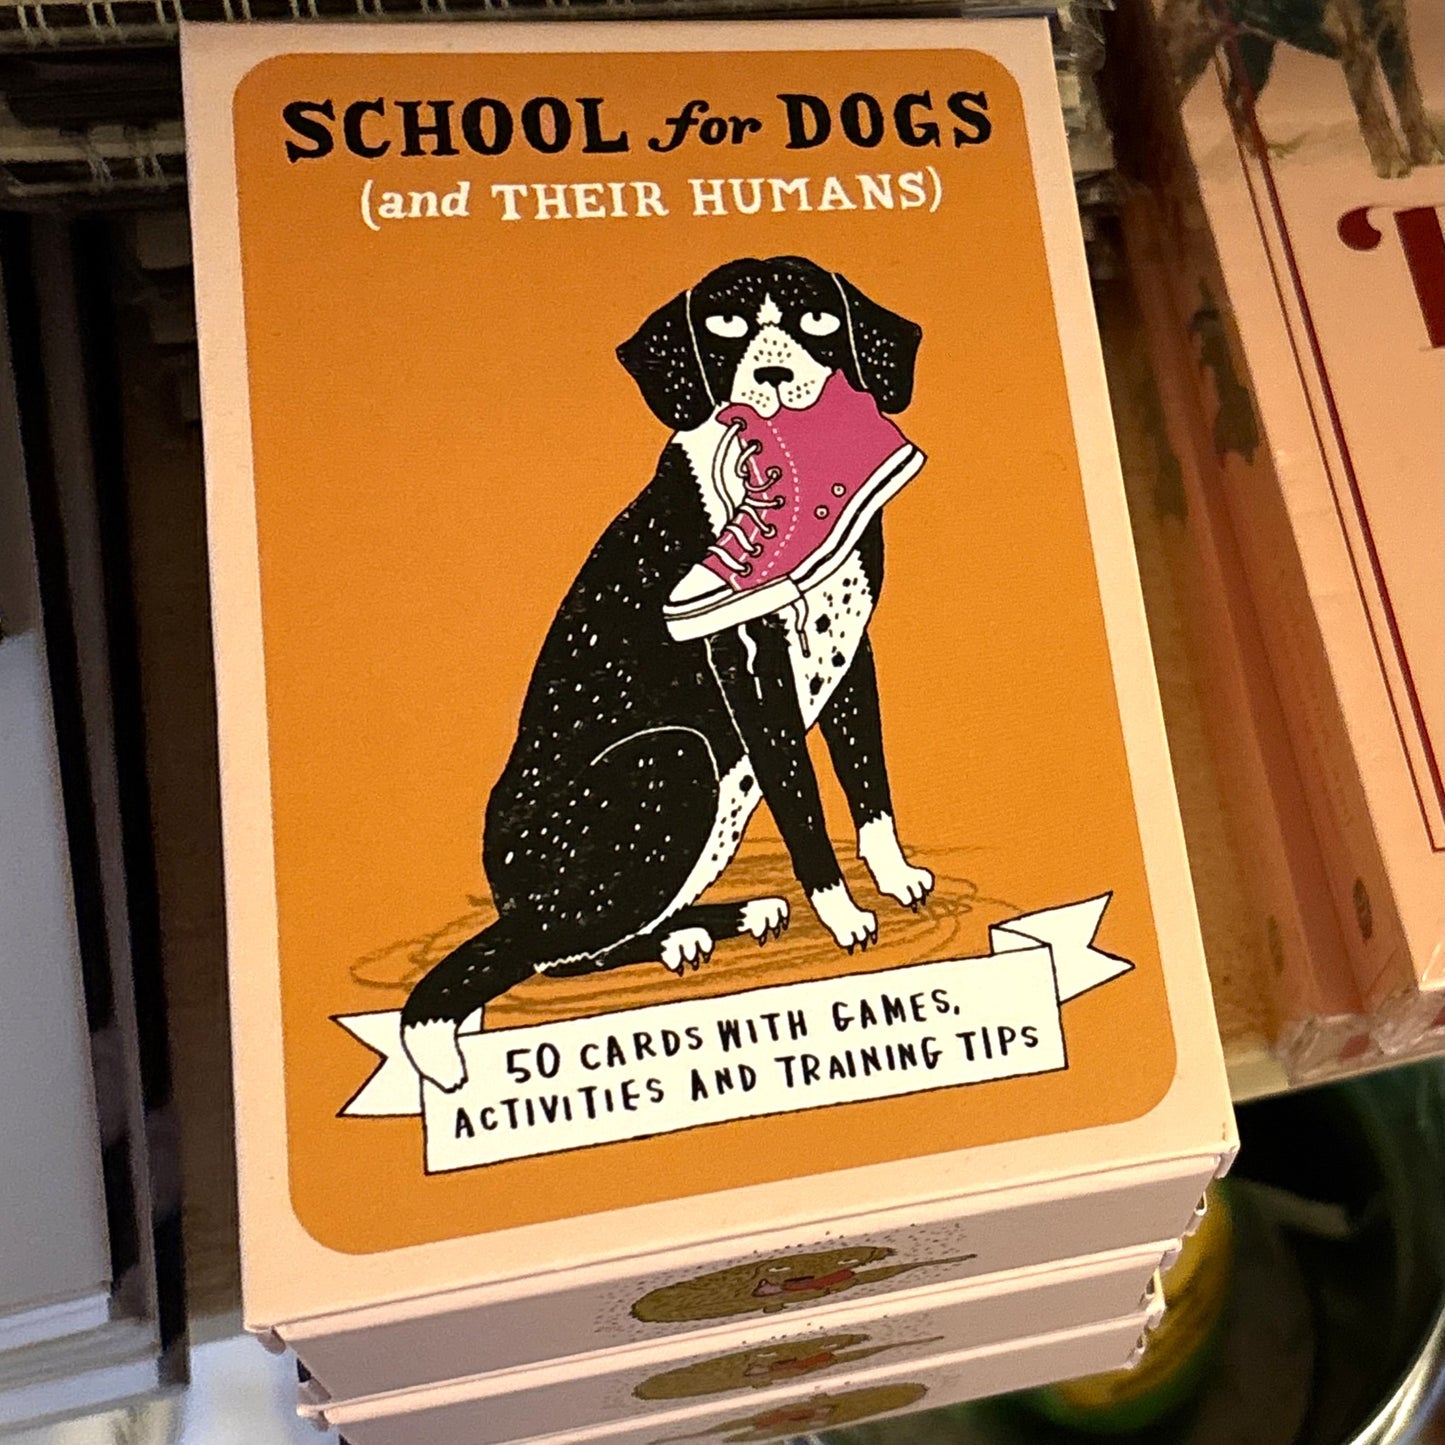 SCHOOL for DOGS
(and THEIR HUMANS)
50 CARDS WITH GAMES,
ACTIVITIES AND TRAINING TIPS